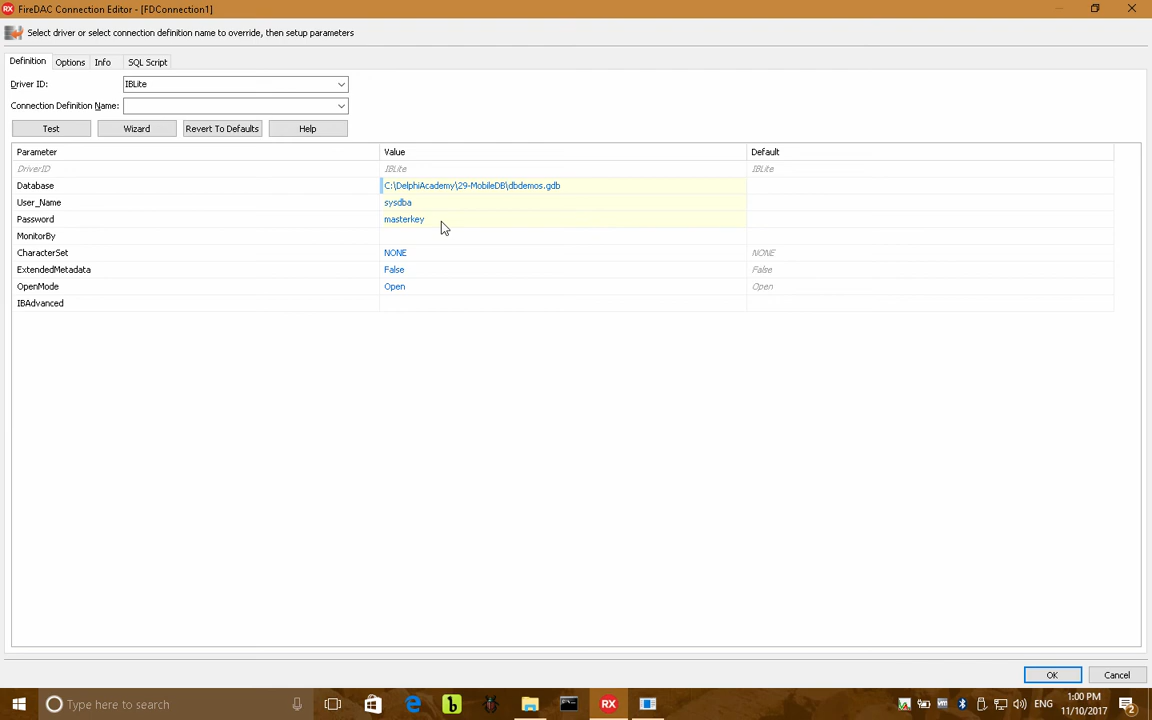 RX FireDAC Connection Editor - [FDConnection1]
Select driver or select connection definition name to override, then setup parameters
Definition Options Info SQL Script
Driver ID: IBLite
Connection Definition Name:
Test Wizard Revert To Defaults Help
Parameter Value Default
DriverID IBLite IBLite
Database C:\DelphiAcademy\29-MobileDB\dbdemos.gdb
User_Name sysdba
Password masterkey
MonitorBy
CharacterSet NONE NONE
ExtendedMetadata False False
OpenMode Open Open
IBAdvanced
OK Cancel
Type here to search RX ENG 1:00 PM
11/10/2017 2